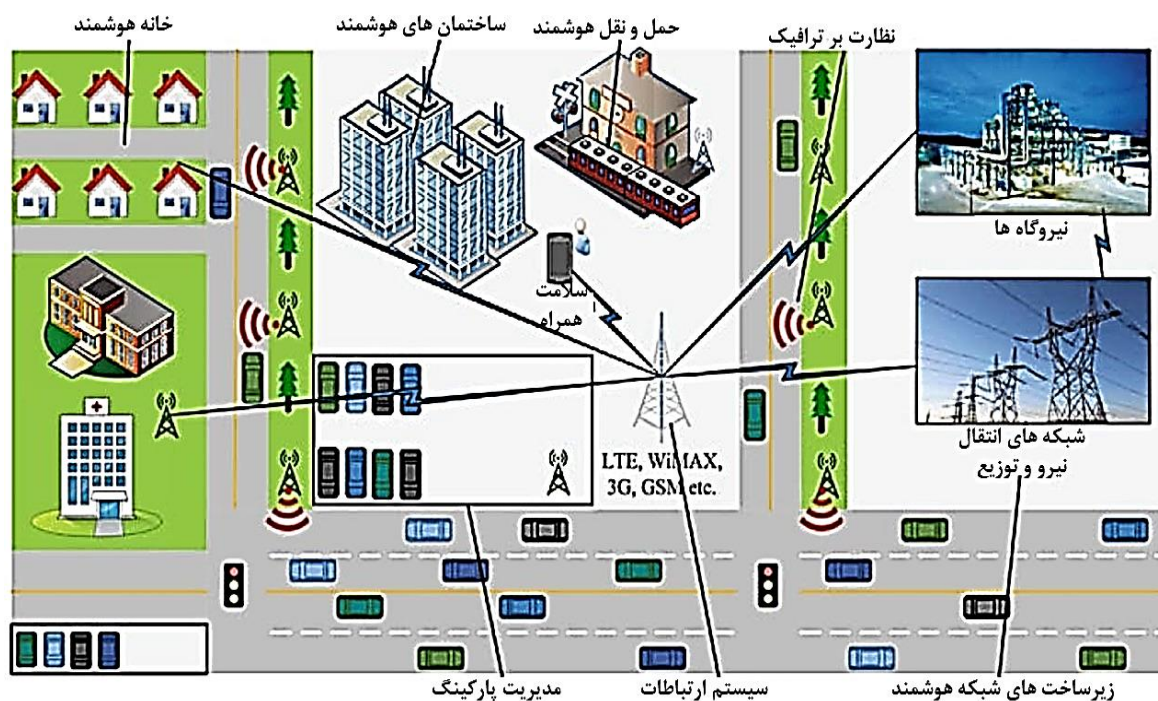 خانه هوشمند
ساختمان های هوشمند
حمل و نقل هوشمند
نظارت بر ترافیک
نیروگاه ها
سلامت
همراه
شبکه های انتقال
نیرو و توزیع
LTE, WiMAX,
3G, GSM etc.
مدیریت پارکینگ
سیستم ارتباطات
زیرساخت های شبکه هوشمند